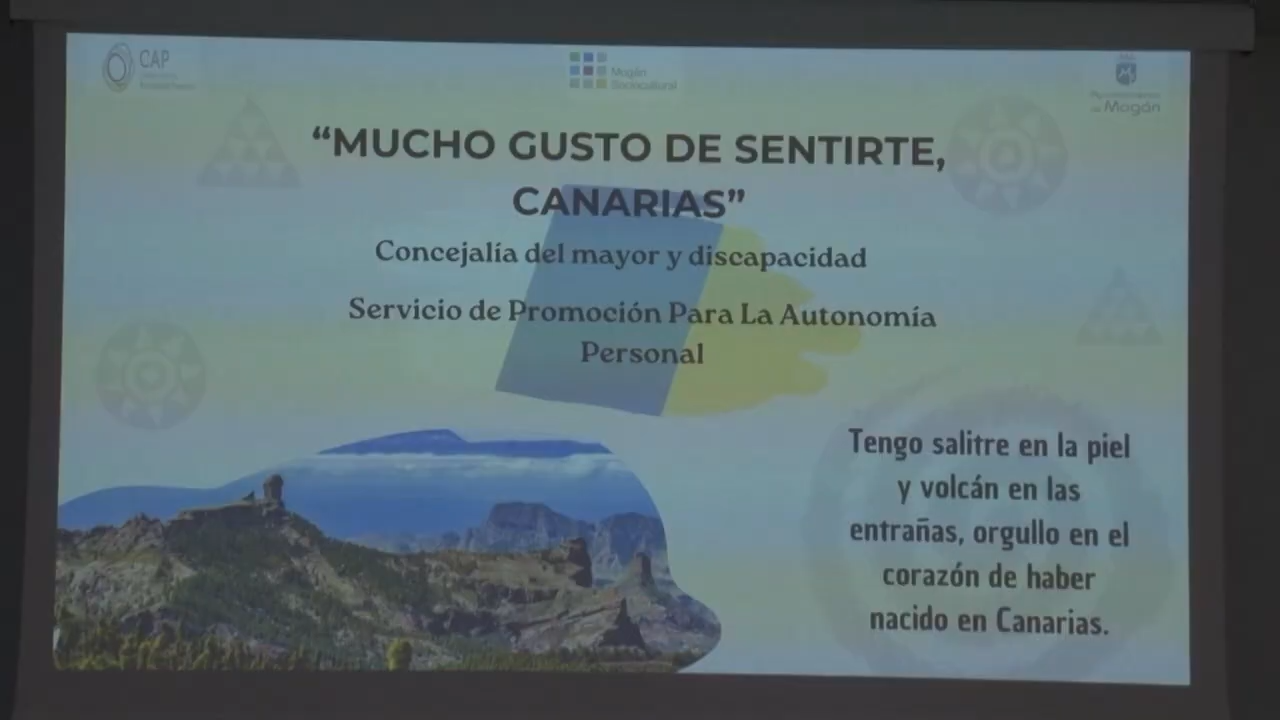 CAP
Mogán
Sociocultural
Ayuntamiento
de Mogán
“MUCHO GUSTO DE SENTIRTE,
CANARIAS”
Concejalía del mayor y discapacidad
Servicio de Promoción Para La Autonomía
Personal
Tengo salitre en la piel
y volcán en las
entrañas, orgullo en el
corazón de haber
nacido en Canarias.